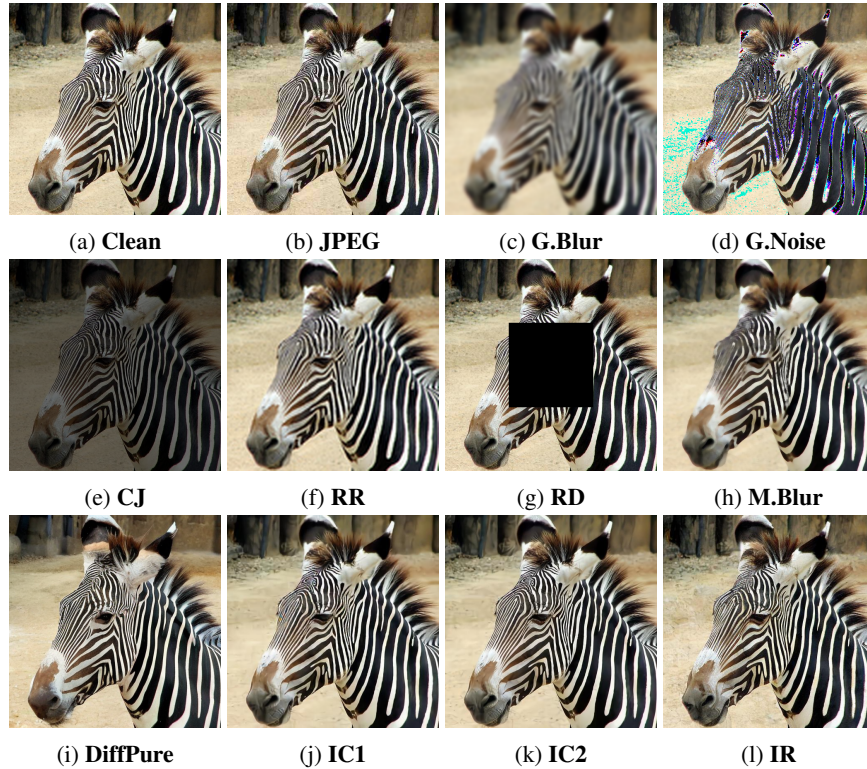 (a) Clean
(b) JPEG
(c) G.Blur
(d) G.Noise
(e) CJ
(f) RR
(g) RD
(h) M.Blur
(i) DiffPure
(j) IC1
(k) IC2
(l) IR